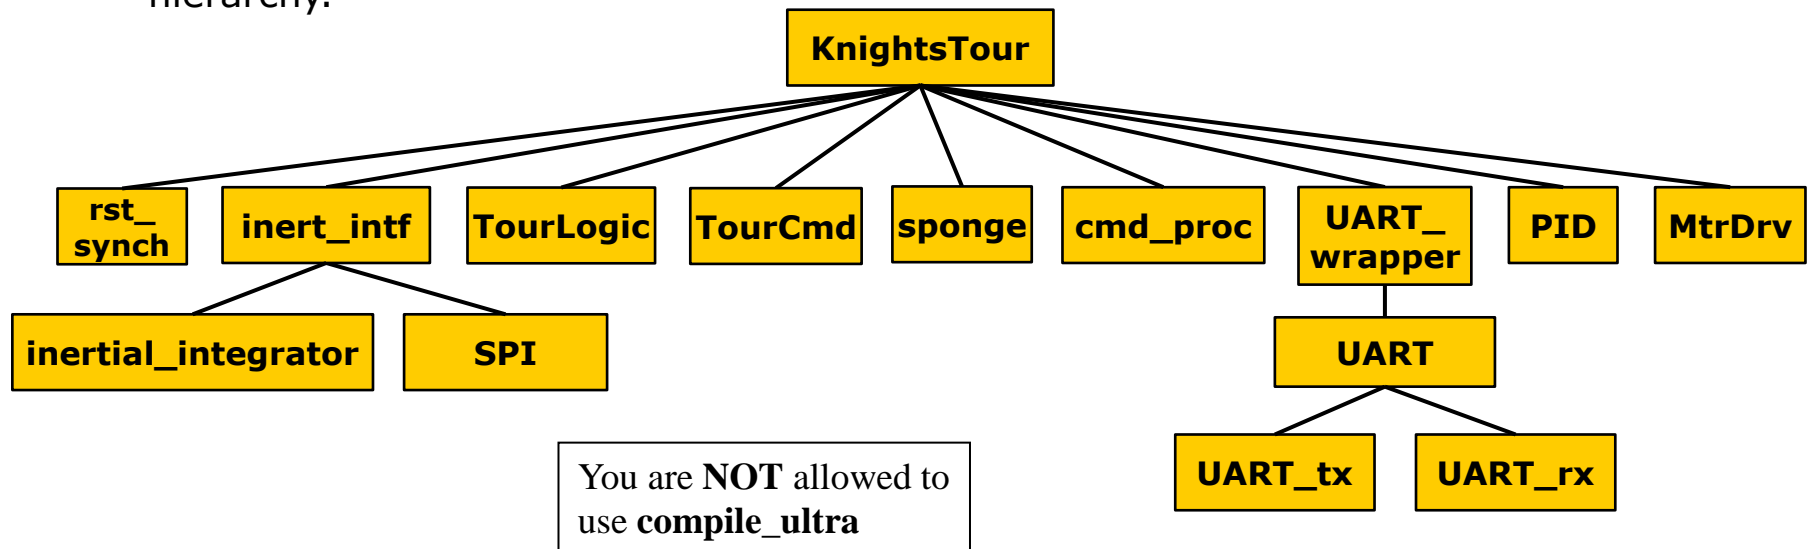 hierarchy.
KnightsTour
rst_
synch
inert_intf
TourLogic
TourCmd
sponge
cmd_proc
UART_
wrapper
PID
MtrDrv
inertial_integrator
SPI
UART
UART_tx
UART_rx
You are NOT allowed to
use compile_ultra